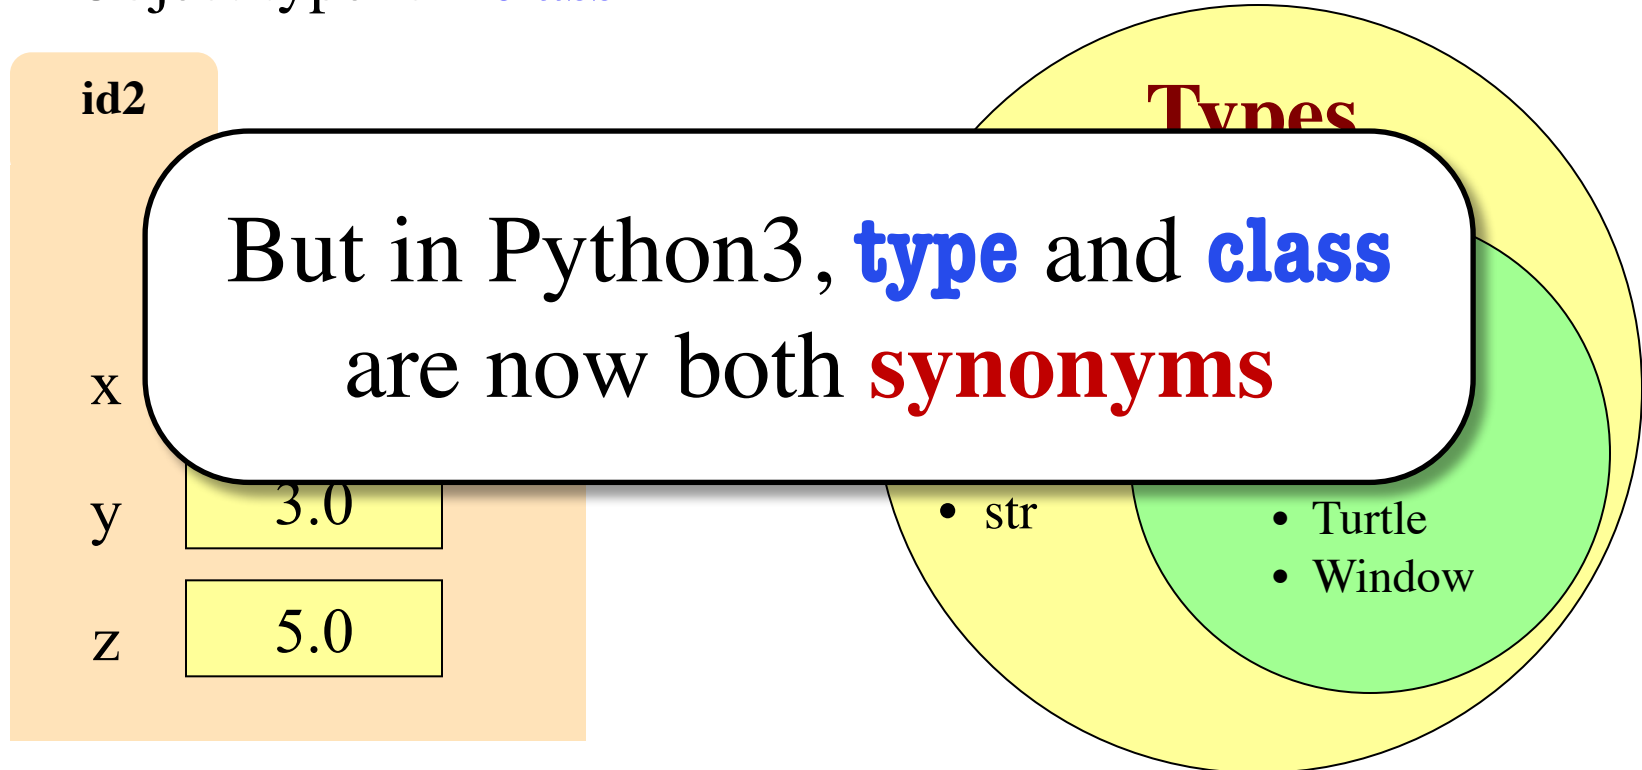 id2
Types
But in Python3, type and class
are now both synonyms
x
y
3.0
z
5.0
• str
• Turtle
• Window